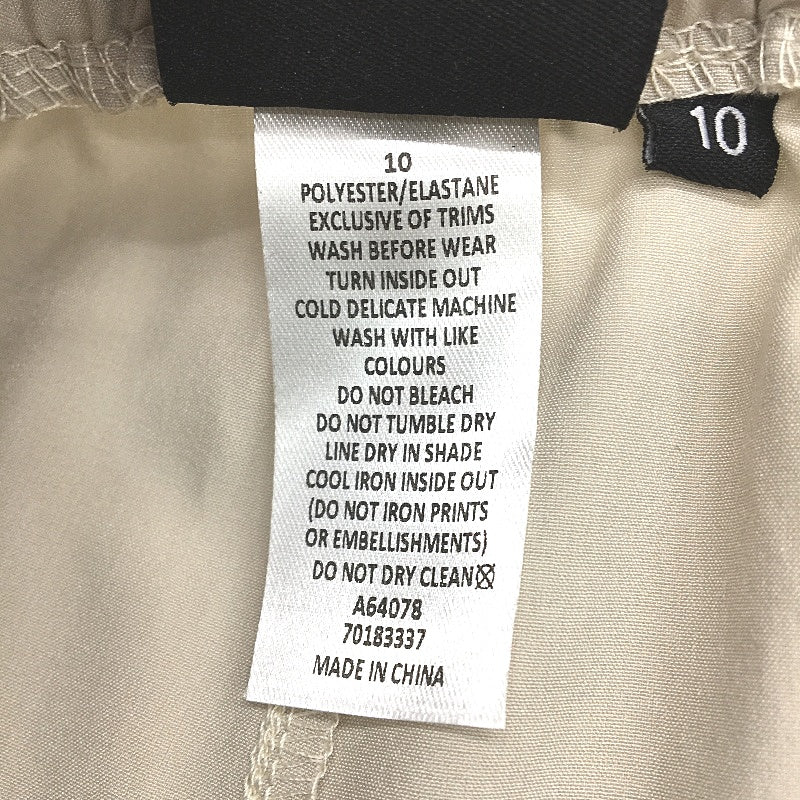 10
10
POLYESTER/ELASTANE
EXCLUSIVE OF TRIMS
WASH BEFORE WEAR
TURN INSIDE OUT
COLD DELICATE MACHINE
WASH WITH LIKE
COLOURS
DO NOT BLEACH
DO NOT TUMBLE DRY
LINE DRY IN SHADE
COOL IRON INSIDE OUT
(DO NOT IRON PRINTS
OR EMBELLISHMENTS)
DO NOT DRY CLEAN
A64078
70183337
MADE IN CHINA